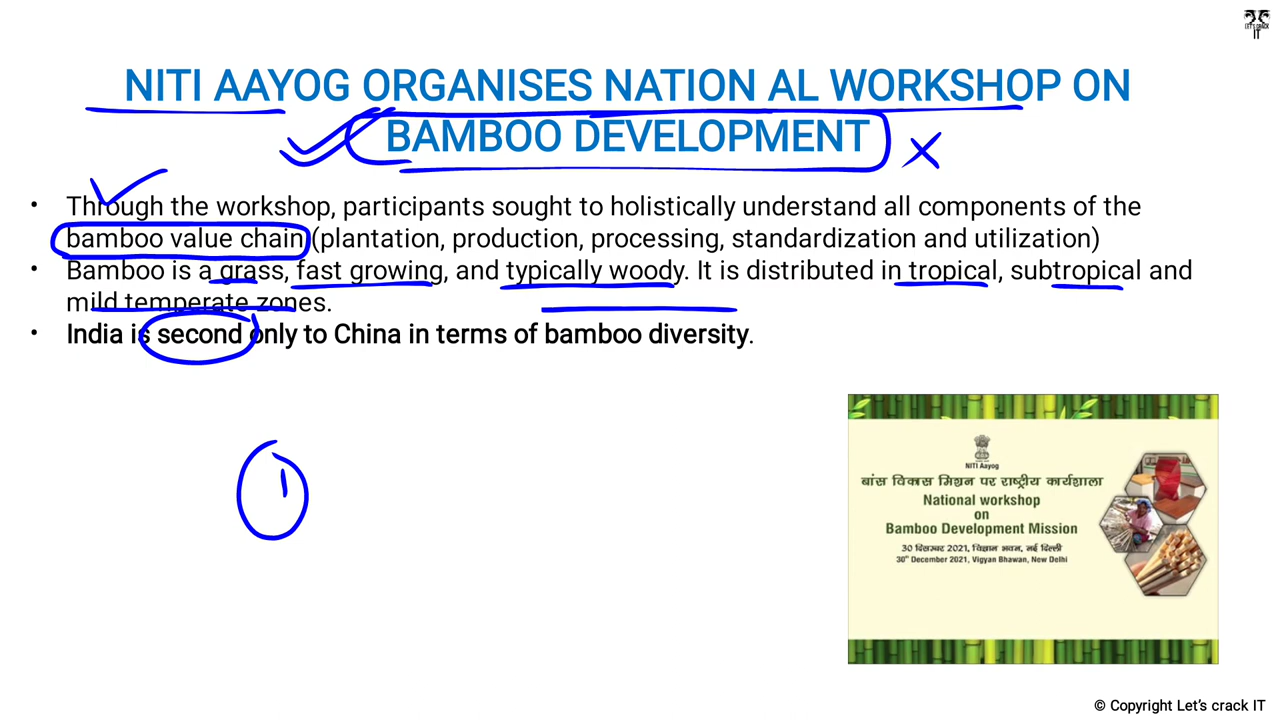 LET'S CRACK
IT
NITI AAYOG ORGANISES NATION AL WORKSHOP ON
BAMBOO DEVELOPMENT
• Through the workshop, participants sought to holistically understand all components of the
bamboo value chain (plantation, production, processing, standardization and utilization)
• Bamboo is a grass, fast growing, and typically woody. It is distributed in tropical, subtropical and
mild temperate zones.
• India is second only to China in terms of bamboo diversity.
1
NITI Aayog
बांस विकास मिशन पर राष्ट्रीय कार्यशाला
National workshop
on
Bamboo Development Mission
30 दिसम्बर 2021, विज्ञान भवन, नई दिल्ली
30th December 2021, Vigyan Bhawan, New Delhi
© Copyright Let's crack IT